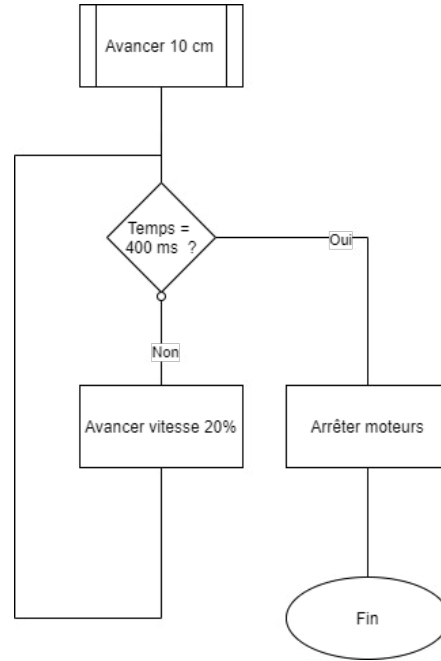 Avancer 10 cm
Temps =
400 ms ?
Oui
Non
Avancer vitesse 20%
Arrêter moteurs
Fin